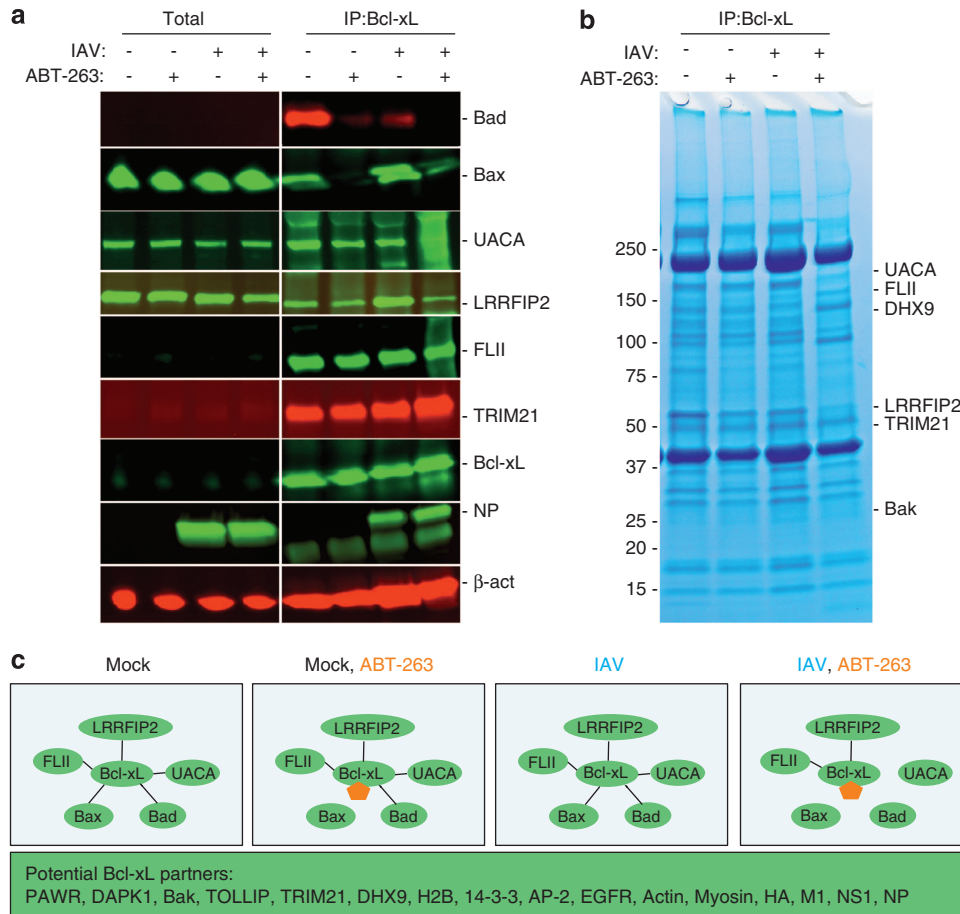 a
Total IP:Bcl-xL
IAV: - - + + - - + +
ABT-263: - + - + - + - +
- Bad
- Bax
- UACA
- LRRFIP2
- FLII
- TRIM21
- Bcl-xL
- NP
- β-act
b
IP:Bcl-xL
IAV: - - + +
ABT-263: - + - +
250 -
150 -
100 -
75 -
50 -
37 -
25 -
20 -
15 -
- UACA
- FLII
- DHX9
- LRRFIP2
- TRIM21
- Bak
c
Mock
LRRFIP2
FLII
Bcl-xL
UACA
Bax
Bad
Mock, ABT-263
LRRFIP2
FLII
Bcl-xL
UACA
Bax
Bad
IAV
LRRFIP2
FLII
Bcl-xL
UACA
Bax
Bad
IAV, ABT-263
LRRFIP2
FLII
Bcl-xL
UACA
Bax
Bad
Potential Bcl-xL partners:
PAWR, DAPK1, Bak, TOLLIP, TRIM21, DHX9, H2B, 14-3-3, AP-2, EGFR, Actin, Myosin, HA, M1, NS1, NP